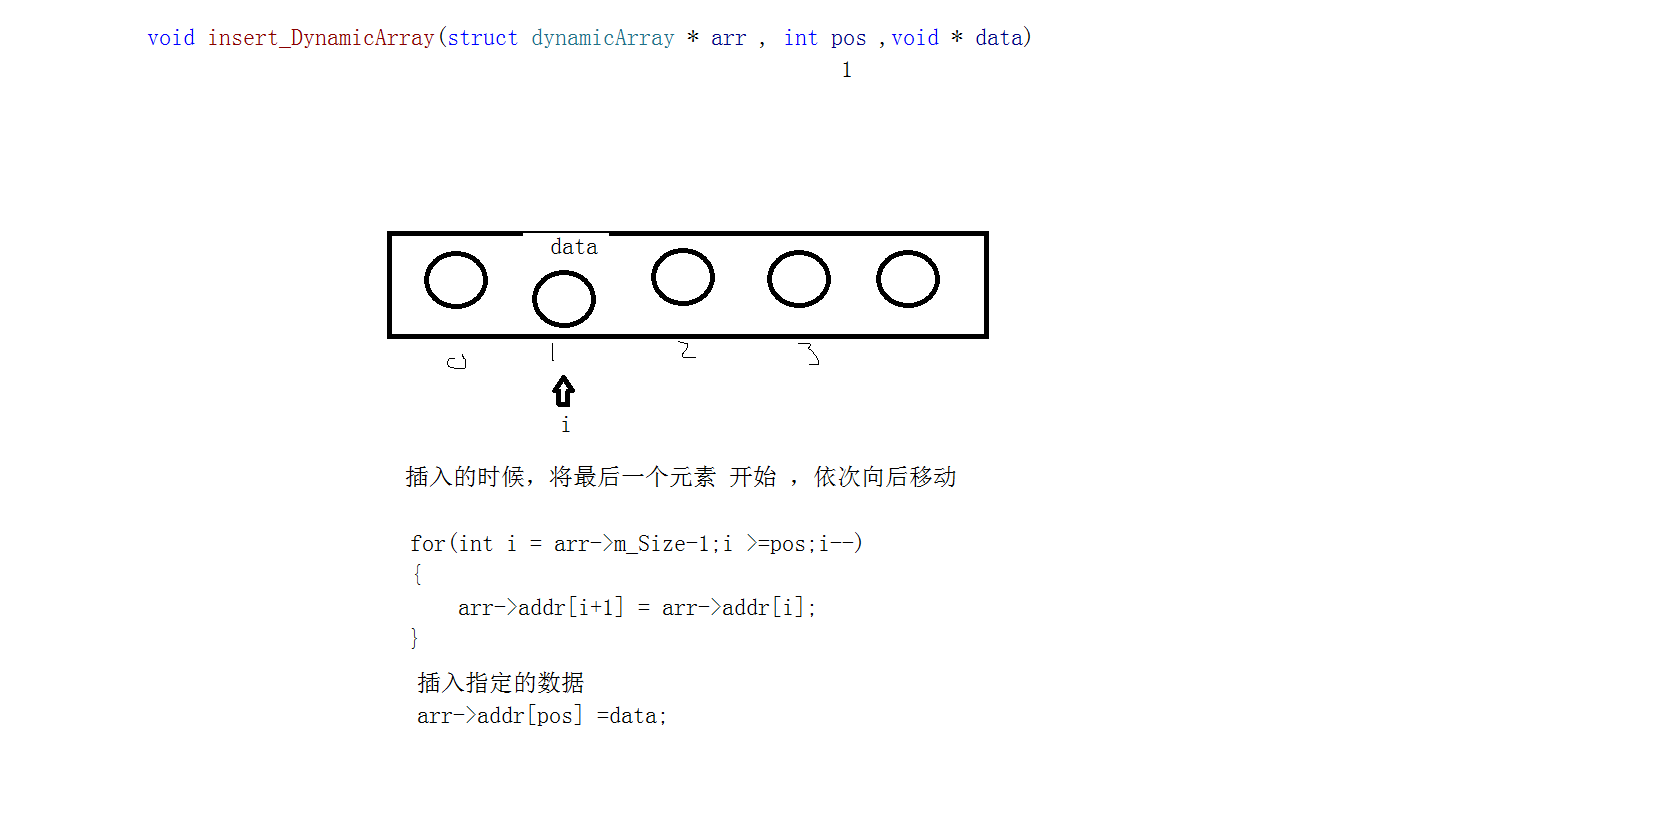 void insert_DynamicArray(struct dynamicArray * arr , int pos ,void * data)
1
data
0 1 2 3
i
插入的时候，将最后一个元素 开始 ，依次向后移动
for(int i = arr->m_Size-1;i >=pos;i--)
{
    arr->addr[i+1] = arr->addr[i];
}
插入指定的数据
arr->addr[pos] =data;